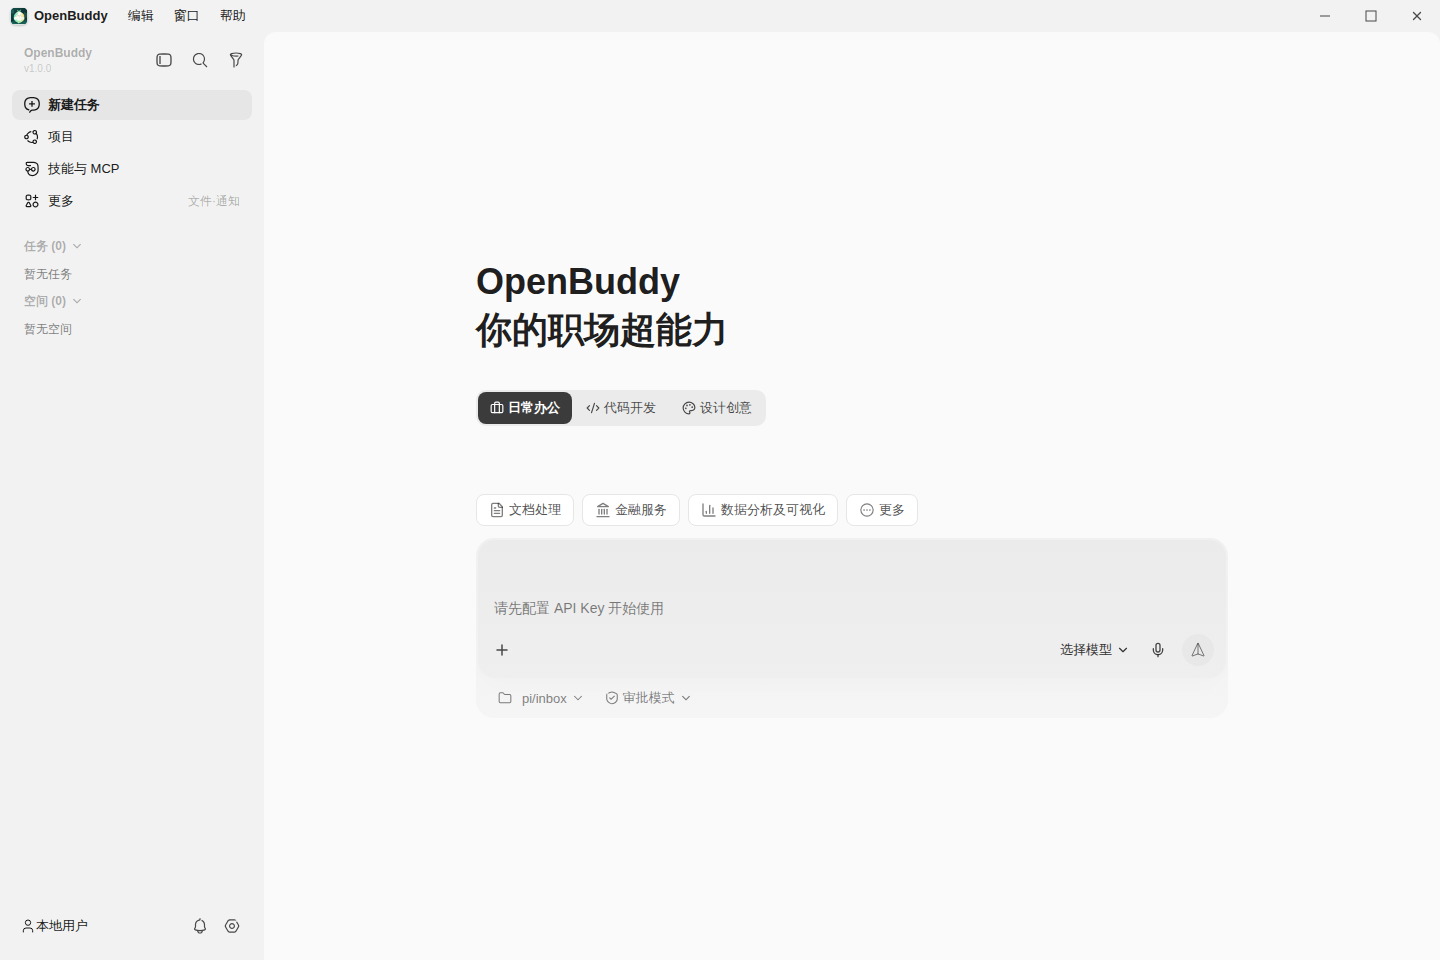 OpenBuddy 编辑 窗口 帮助
OpenBuddy
v1.0.0
新建任务
项目
技能与 MCP
更多 文件·通知
任务 (0)
暂无任务
空间 (0)
暂无空间
本地用户
OpenBuddy
你的职场超能力
日常办公 代码开发 设计创意
文档处理 金融服务 数据分析及可视化 更多
请先配置 API Key 开始使用
选择模型
pi/inbox 审批模式